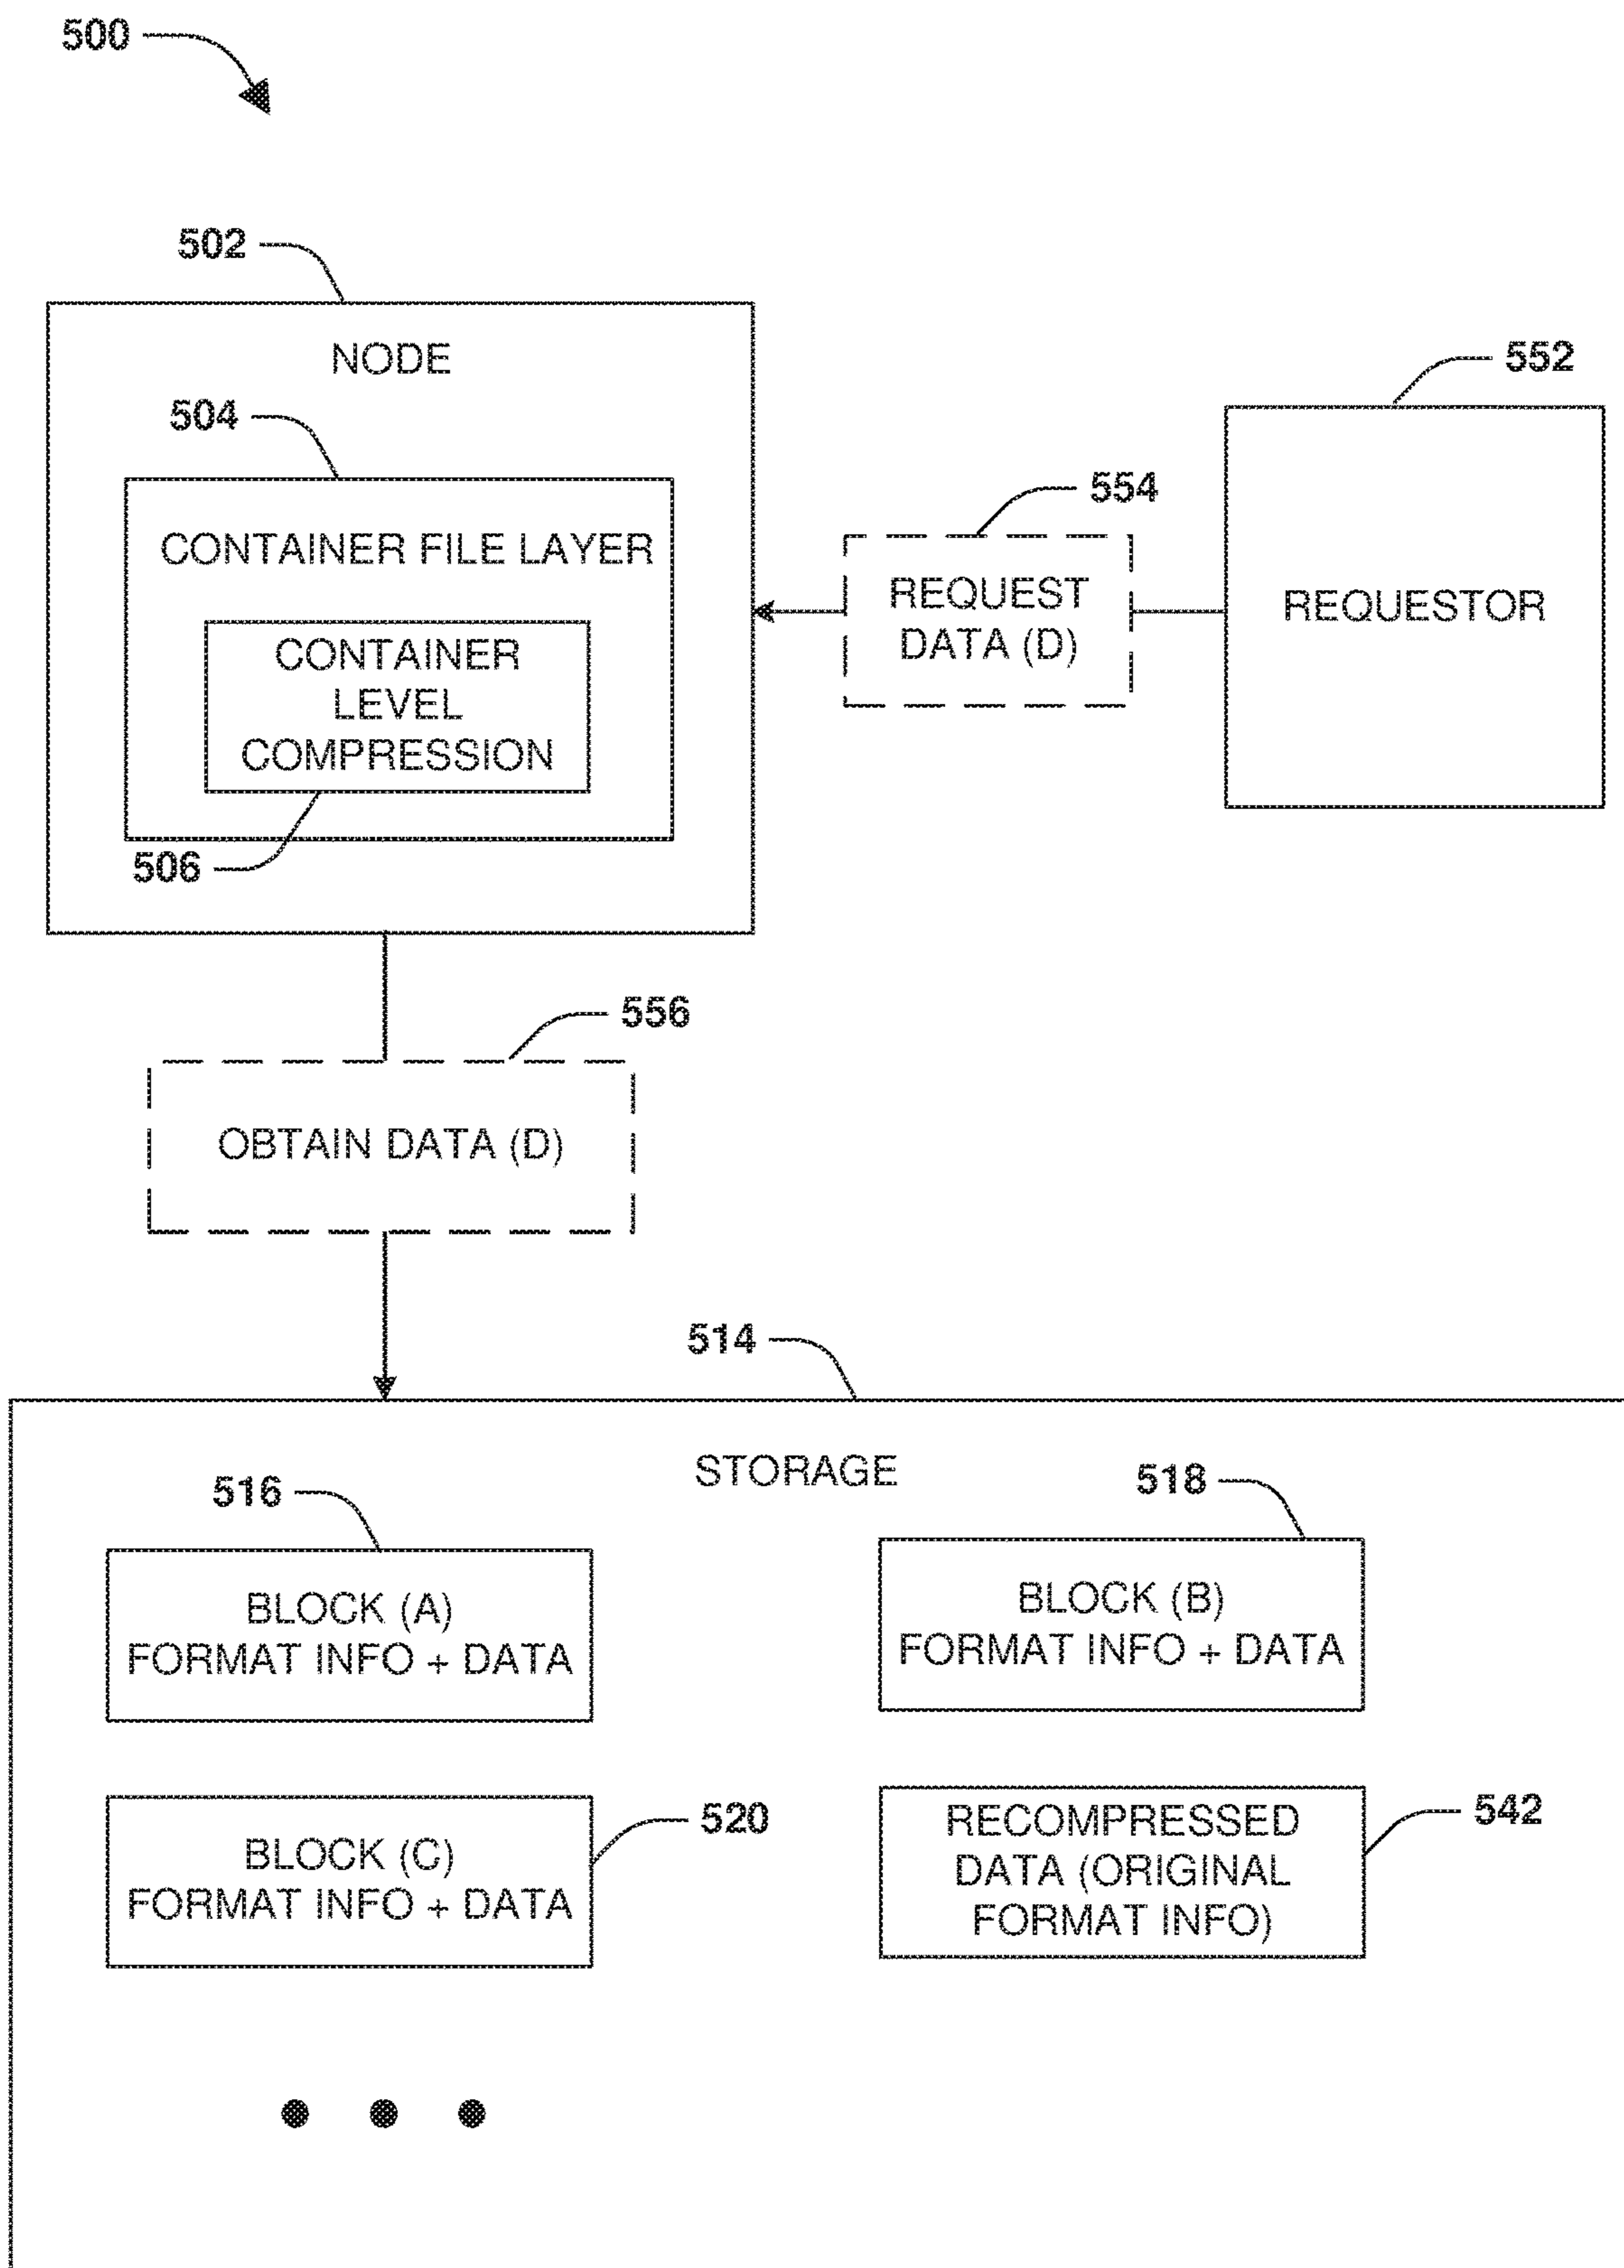 500
502
NODE
552
504
554
CONTAINER FILE LAYER
REQUEST
DATA (D)
REQUESTOR
CONTAINER
LEVEL
COMPRESSION
506
556
OBTAIN DATA (D)
514
STORAGE
516
518
BLOCK (A)
FORMAT INFO + DATA
BLOCK (B)
FORMAT INFO + DATA
520
542
BLOCK (C)
FORMAT INFO + DATA
RECOMPRESSED
DATA (ORIGINAL
FORMAT INFO)